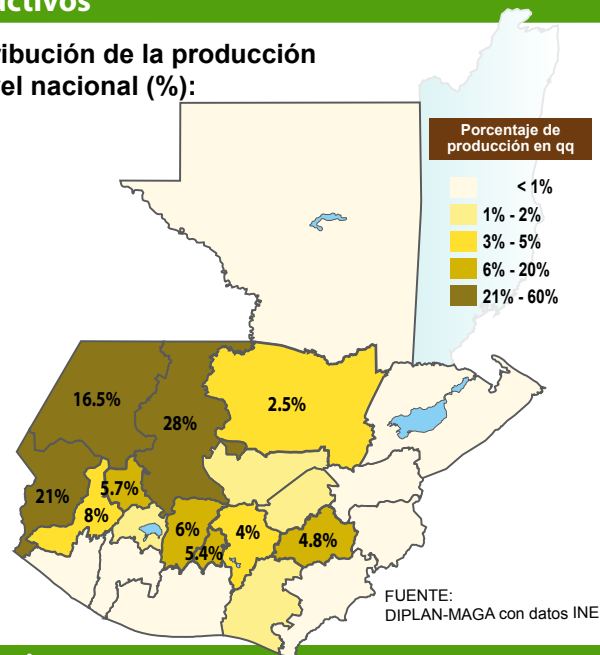 ribución de la producción
el nacional (%):
Porcentaje de
producción en qq
< 1%
1% - 2%
3% - 5%
6% - 20%
21% - 60%
16.5%
28%
2.5%
21%
5.7%
8%
6%
5.4%
4%
4.8%
FUENTE:
DIPLAN-MAGA con datos INE